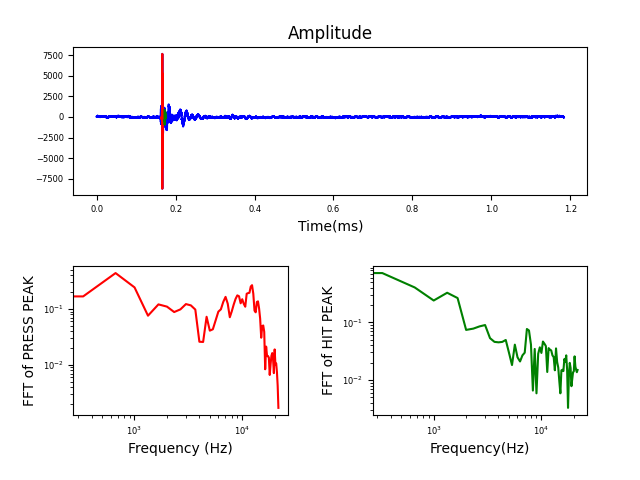 Amplitude
7500
5000
2500
0
−2500
−5000
−7500
0.0 0.2 0.4 0.6 0.8 1.0 1.2
Time(ms)
FFT of PRESS PEAK
10⁻¹
10⁻²
10³ 10⁴
Frequency (Hz)
FFT of HIT PEAK
10⁻¹
10⁻²
10³ 10⁴
Frequency(Hz)